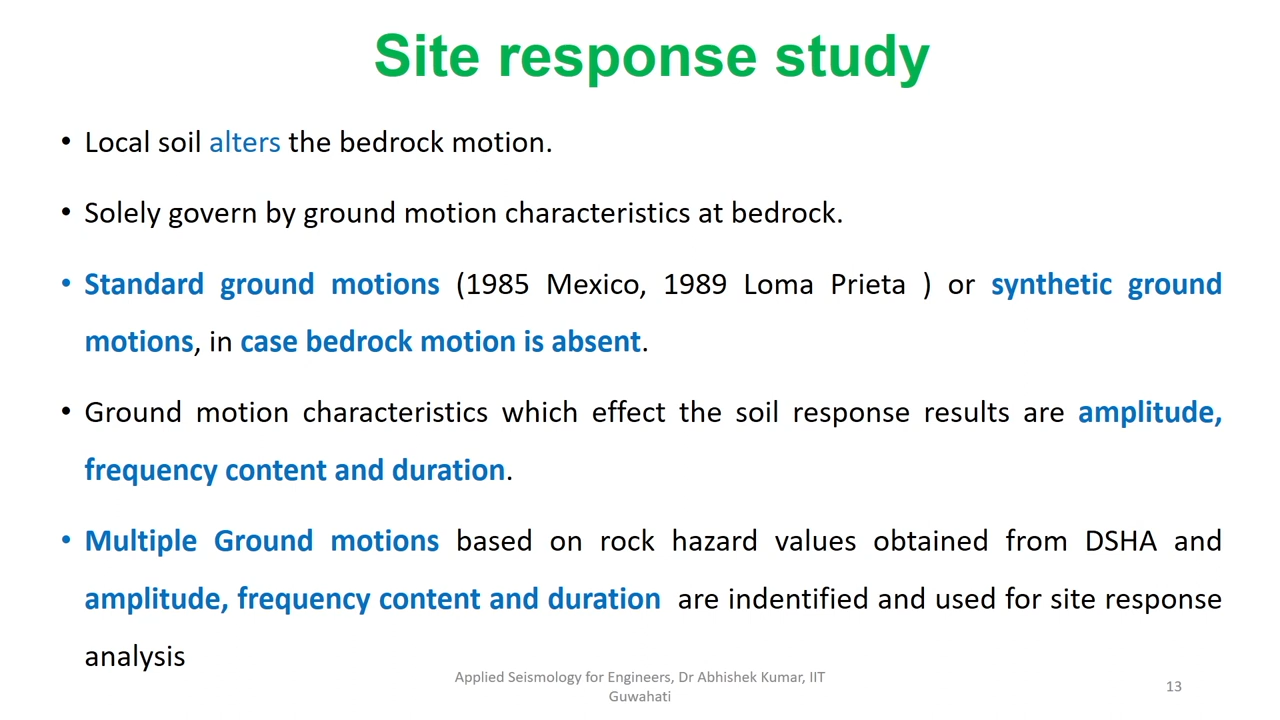 Site response study
• Local soil alters the bedrock motion.
• Solely govern by ground motion characteristics at bedrock.
• Standard ground motions (1985 Mexico, 1989 Loma Prieta ) or synthetic ground
motions, in case bedrock motion is absent.
• Ground motion characteristics which effect the soil response results are amplitude,
frequency content and duration.
• Multiple Ground motions based on rock hazard values obtained from DSHA and
amplitude, frequency content and duration are indentified and used for site response
analysis
Applied Seismology for Engineers, Dr Abhishek Kumar, IIT
Guwahati
13